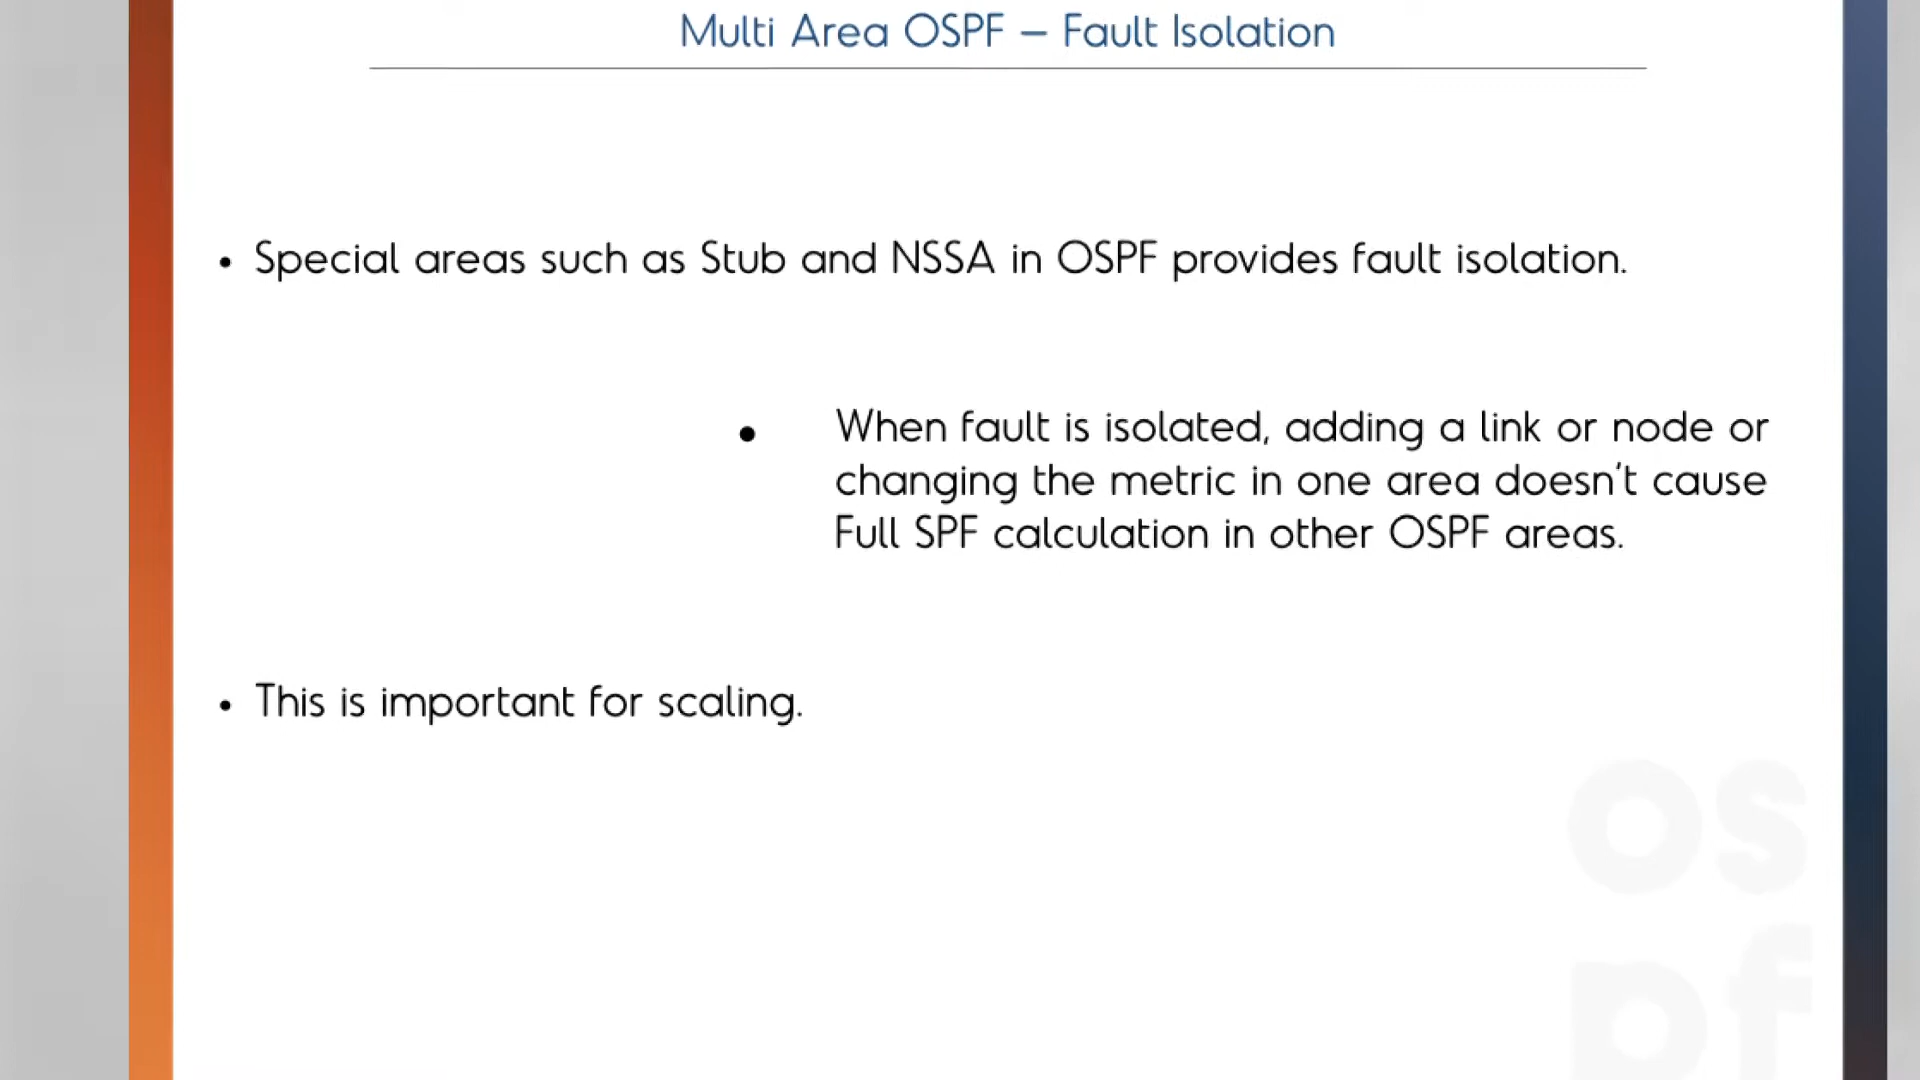 Multi Area OSPF – Fault Isolation
• Special areas such as Stub and NSSA in OSPF provides fault isolation.
• When fault is isolated, adding a link or node or
changing the metric in one area doesn't cause
Full SPF calculation in other OSPF areas.
• This is important for scaling.
os
pf